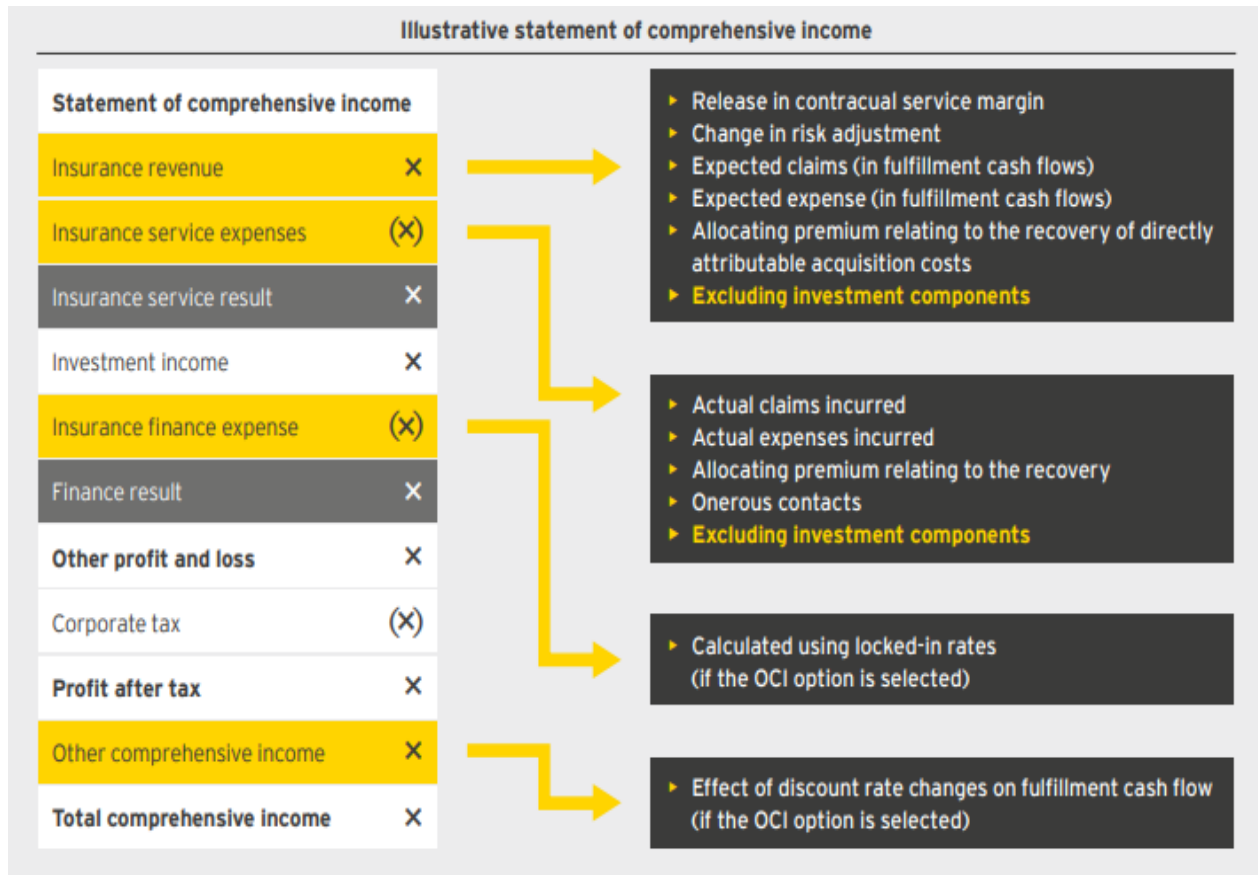 Illustrative statement of comprehensive income
Statement of comprehensive income
Insurance revenue ×
Insurance service expenses (×)
Insurance service result ×
Investment income ×
Insurance finance expense (×)
Finance result ×
Other profit and loss ×
Corporate tax (×)
Profit after tax ×
Other comprehensive income ×
Total comprehensive income ×
▸ Release in contracual service margin
▸ Change in risk adjustment
▸ Expected claims (in fulfillment cash flows)
▸ Expected expense (in fulfillment cash flows)
▸ Allocating premium relating to the recovery of directly
attributable acquisition costs
▸ Excluding investment components
▸ Actual claims incurred
▸ Actual expenses incurred
▸ Allocating premium relating to the recovery
▸ Onerous contacts
▸ Excluding investment components
▸ Calculated using locked-in rates
(if the OCI option is selected)
▸ Effect of discount rate changes on fulfillment cash flow
(if the OCI option is selected)